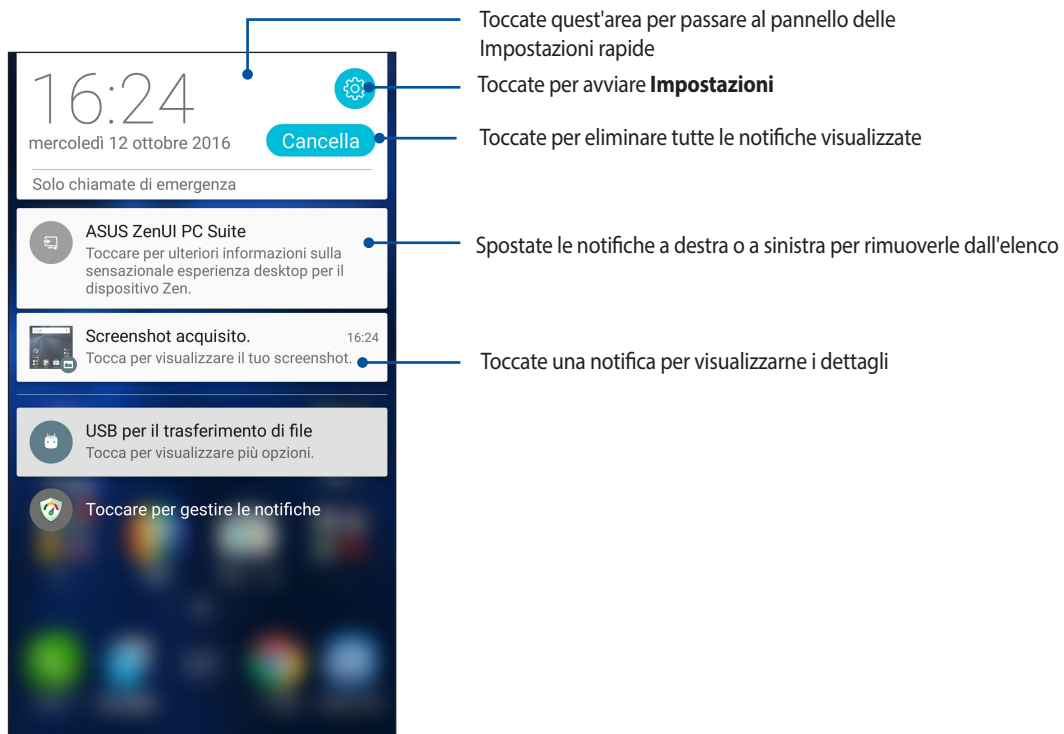 Toccate quest'area per passare al pannello delle
Impostazioni rapide
16:24
Toccate per avviare Impostazioni
mercoledì 12 ottobre 2016
Cancella
Toccate per eliminare tutte le notifiche visualizzate
Solo chiamate di emergenza
ASUS ZenUI PC Suite
Toccare per ulteriori informazioni sulla
sensazionale esperienza desktop per il
dispositivo Zen.
Spostate le notifiche a destra o a sinistra per rimuoverle dall'elenco
Screenshot acquisito.
16:24
Tocca per visualizzare il tuo screenshot.
Toccate una notifica per visualizzarne i dettagli
USB per il trasferimento di file
Tocca per visualizzare più opzioni.
Toccare per gestire le notifiche